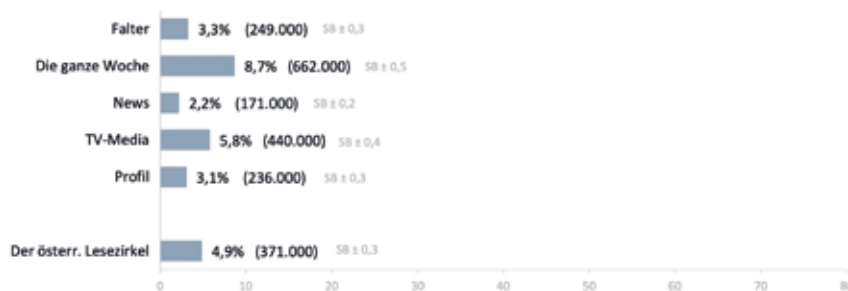 Falter 3,3% (249.000) SB ± 0,3
Die ganze Woche 8,7% (662.000) SB ± 0,5
News 2,2% (171.000) SB ± 0,2
TV-Media 5,8% (440.000) SB ± 0,4
Profil 3,1% (236.000) SB ± 0,3
Der österr. Lesezirkel 4,9% (371.000) SB ± 0,3
0 10 20 30 40 50 60 70 80